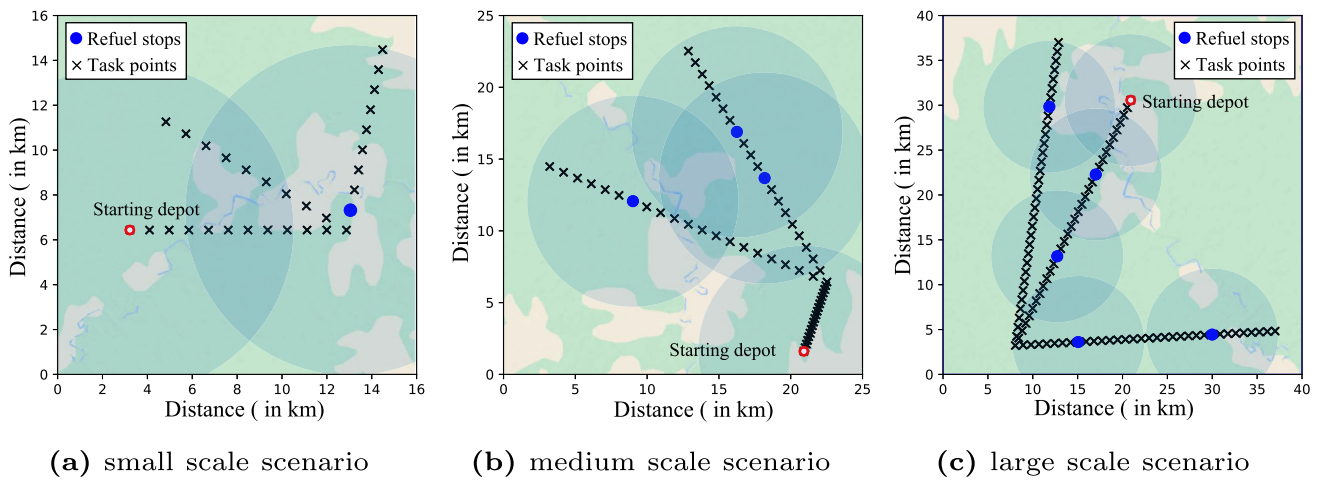 16
14
12
10
8
6
4
2
0
Distance ( in km)
Refuel stops
Task points
Starting depot
0 2 4 6 8 10 12 14 16
Distance ( in km)
(a) small scale scenario
25
20
15
10
5
0
Distance ( in km)
Refuel stops
Task points
Starting depot
0 5 10 15 20 25
Distance ( in km)
(b) medium scale scenario
40
35
30
25
20
15
10
5
0
Distance ( in km)
Refuel stops
Task points
Starting depot
0 5 10 15 20 25 30 35 40
Distance ( in km)
(c) large scale scenario